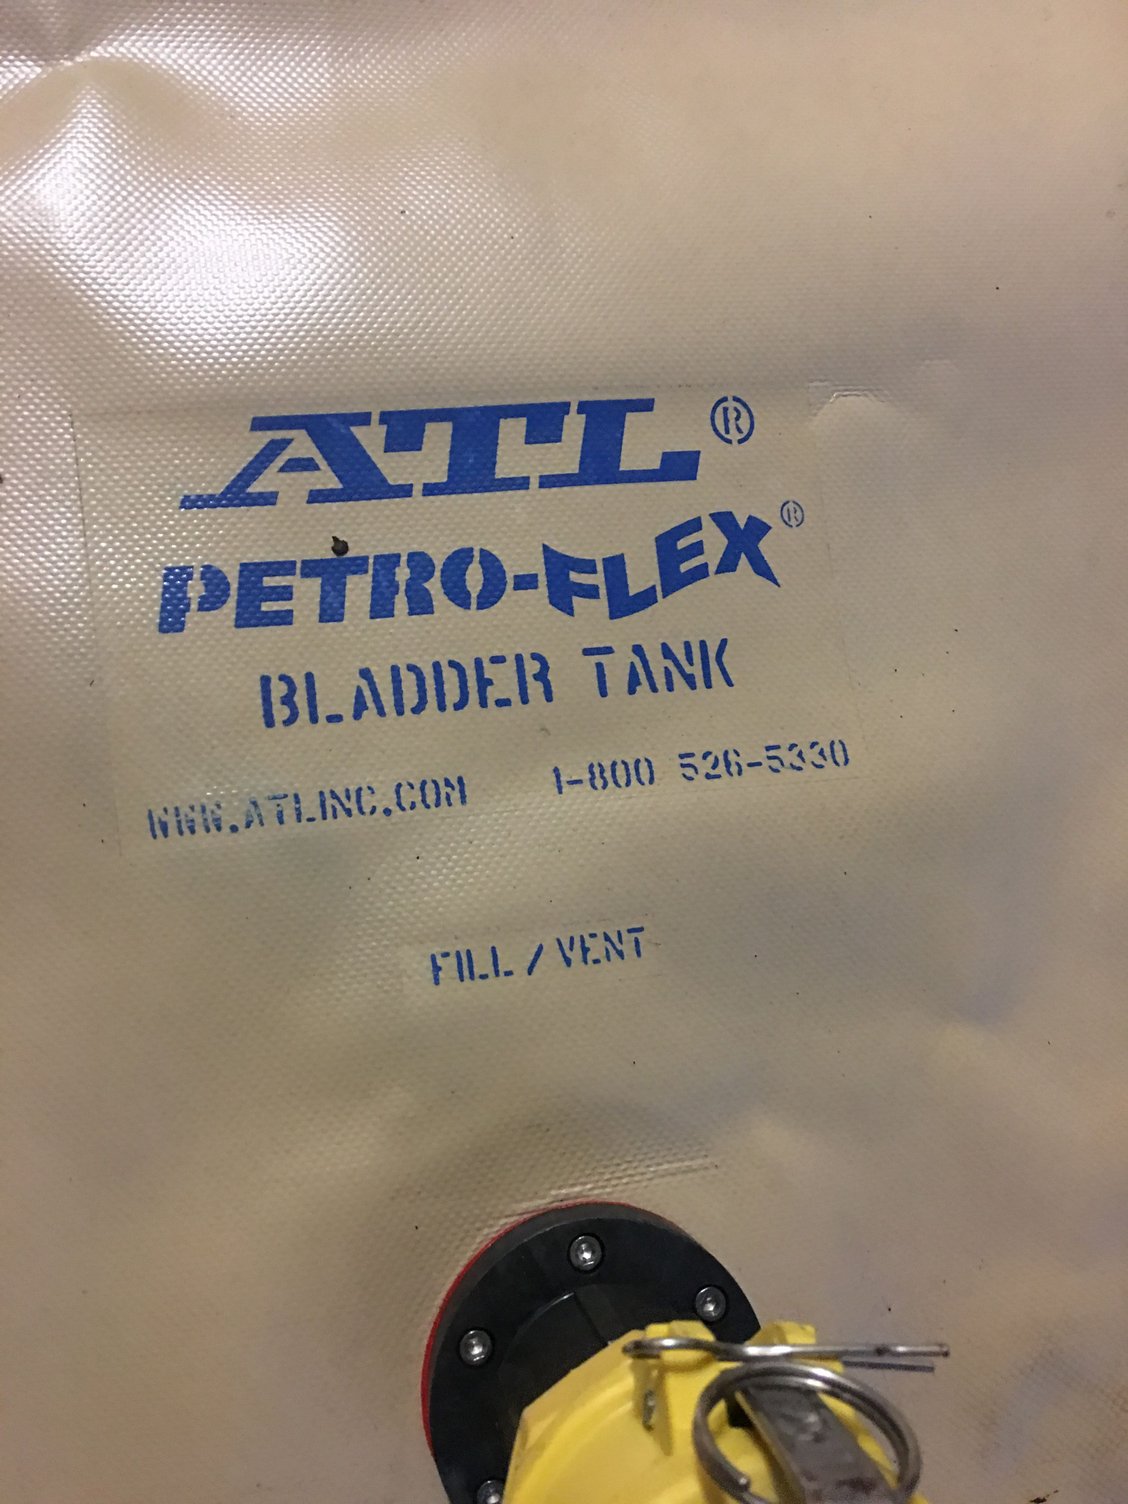 ATL®
PETRO-FLEX®
BLADDER TANK
WWW.ATLINC.COM 1-800 526-5330
FILL/VENT